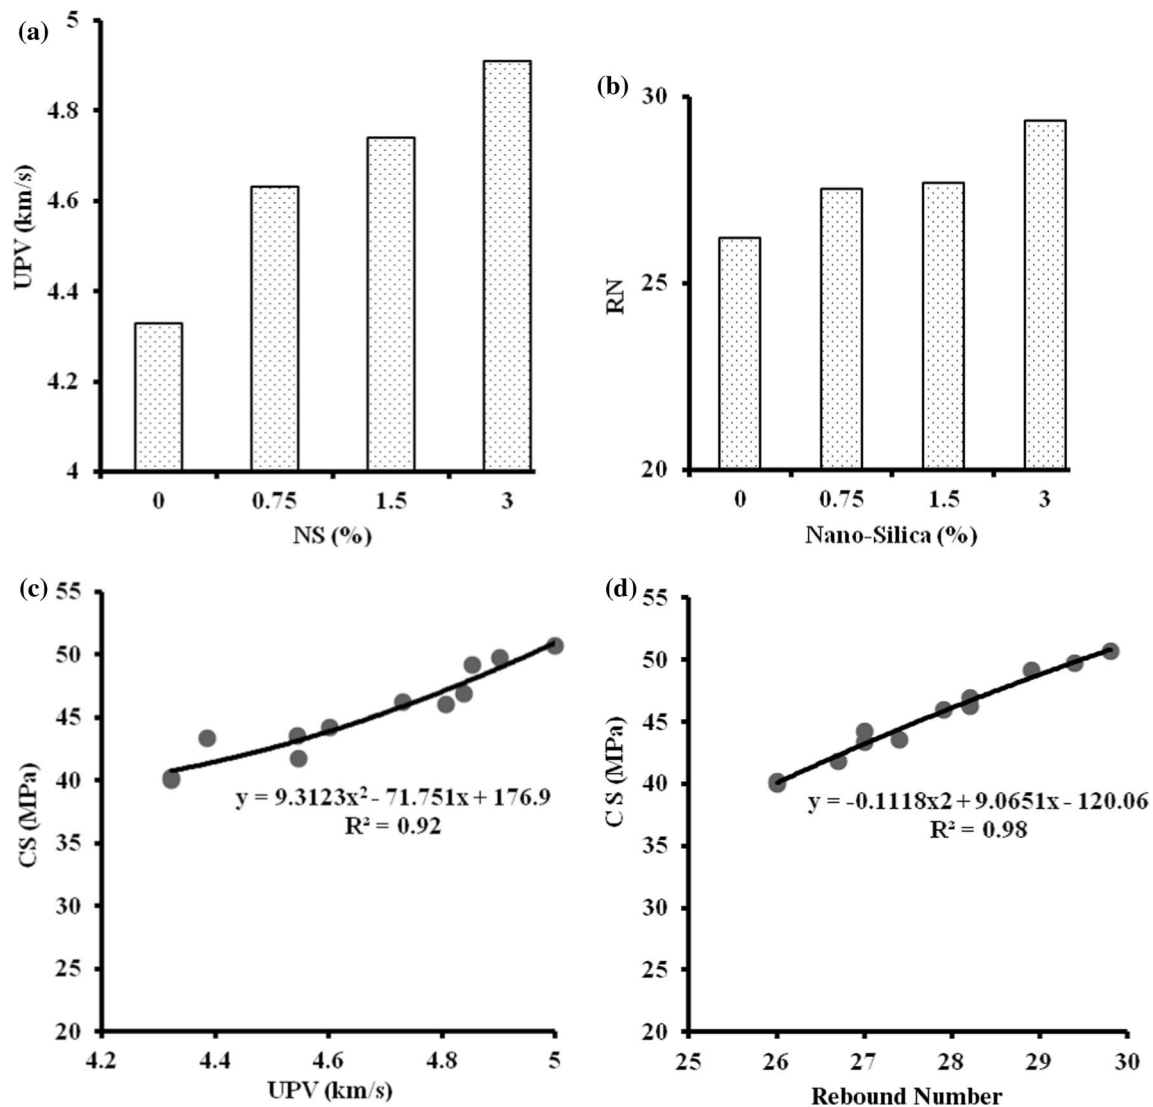 (a)
5
4.8
4.6
4.4
4.2
4
UPV (km/s)
0 0.75 1.5 3
NS (%)
(b)
30
25
20
RN
0 0.75 1.5 3
Nano-Silica (%)
(c)
55
50
45
40
35
30
25
20
CS (MPa)
y = 9.3123x² - 71.751x + 176.9
R² = 0.92
4.2 4.4 4.6 4.8 5
UPV (km/s)
(d)
55
50
45
40
35
30
25
20
C S (MPa)
y = -0.1118x2 + 9.0651x - 120.06
R² = 0.98
25 26 27 28 29 30
Rebound Number